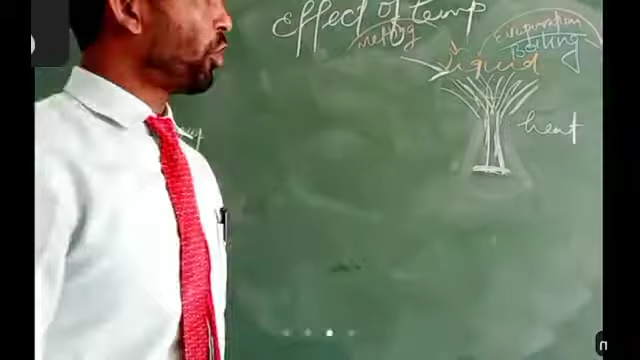 Effect of temp
melting
Evaporation
Boiling
Liquid
heat